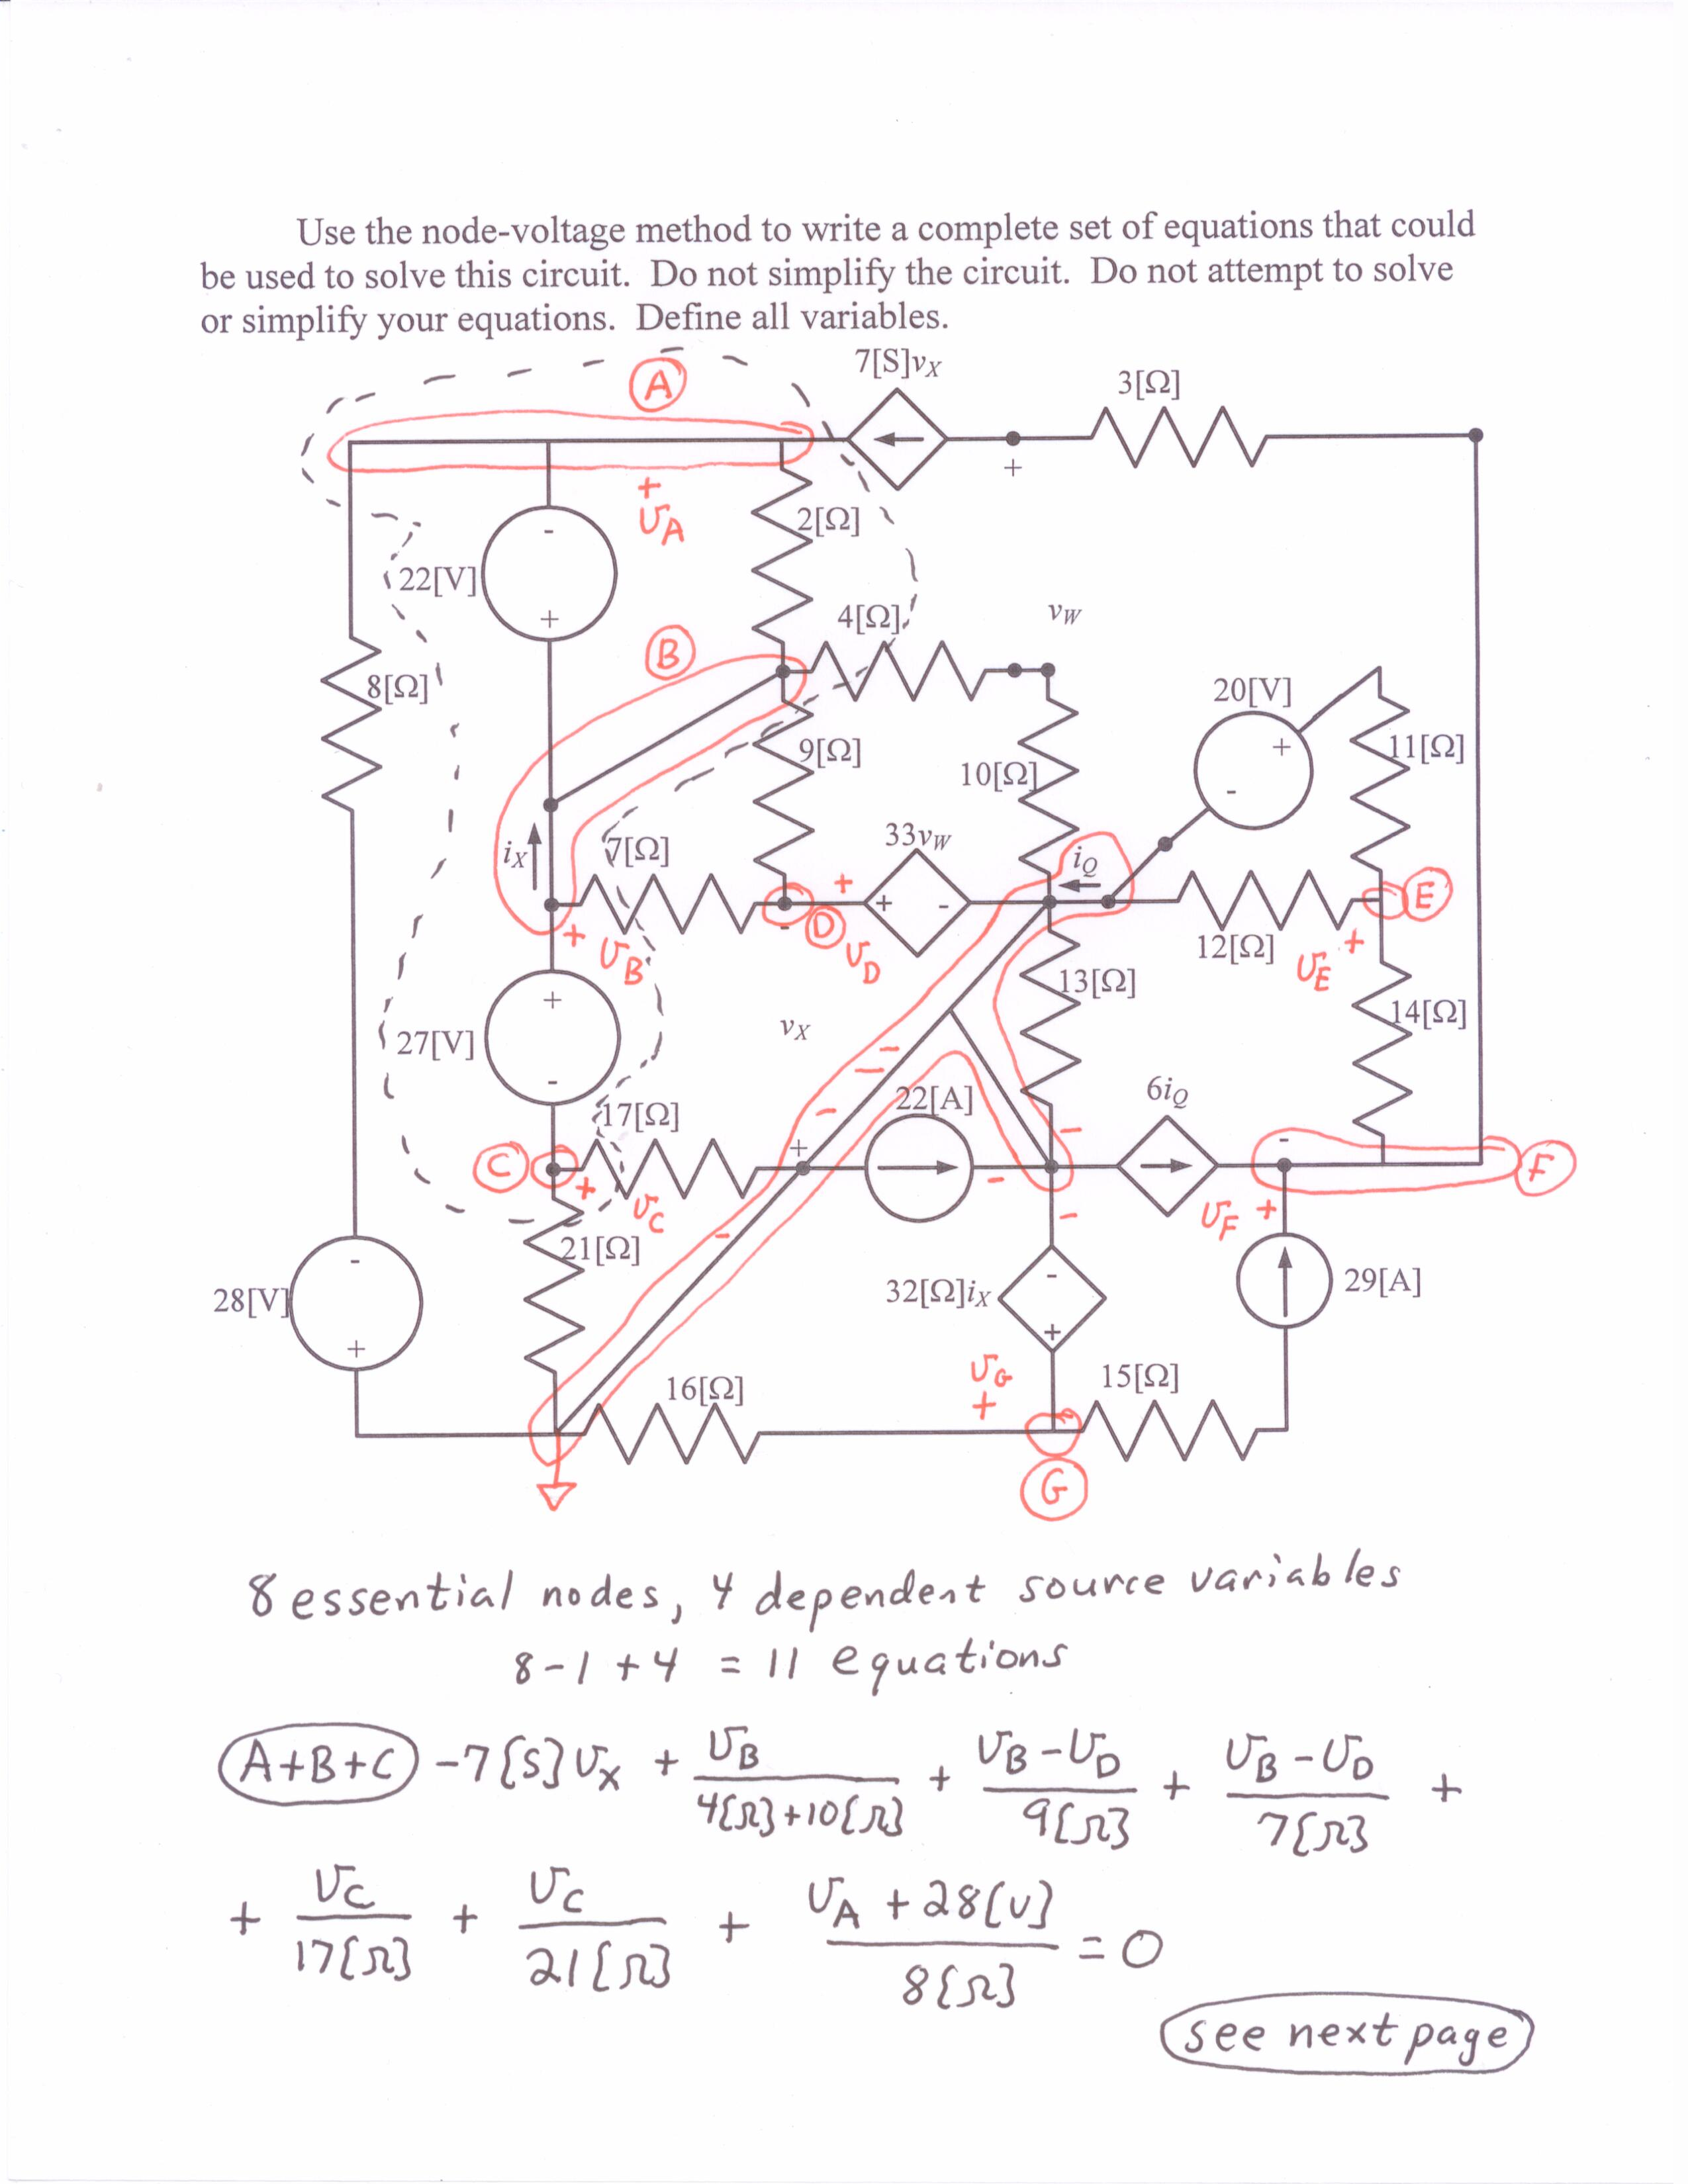 Use the node-voltage method to write a complete set of equations that could
be used to solve this circuit. Do not simplify the circuit. Do not attempt to solve
or simplify your equations. Define all variables.
7[S]vX
3[Ω]
A
+
+
vA
-
22[V]
+
2[Ω]
4[Ω]
vW
B
8[Ω]
20[V]
+
-
11[Ω]
9[Ω]
10[Ω]
iX
7[Ω]
33vW
iQ
+
+
-
E
D
-
+
vB
vD
12[Ω]
vE
+
13[Ω]
14[Ω]
+
27[V]
-
vX
17[Ω]
22[A]
6iQ
C
+
-
F
+
vC
vF
+
21[Ω]
28[V]
-
+
32[Ω]iX
-
+
29[A]
16[Ω]
vG
+
15[Ω]
G
8 essential nodes, 4 dependent source variables
8-1+4 = 11 equations
A+B+C -7[S]vX + vB / 4[Ω]+10[Ω] + vB-vD / 9[Ω] + vB-vD / 7[Ω] +
+ vC / 17[Ω] + vC / 21[Ω] + vA+28[V] / 8[Ω] = 0
see next page